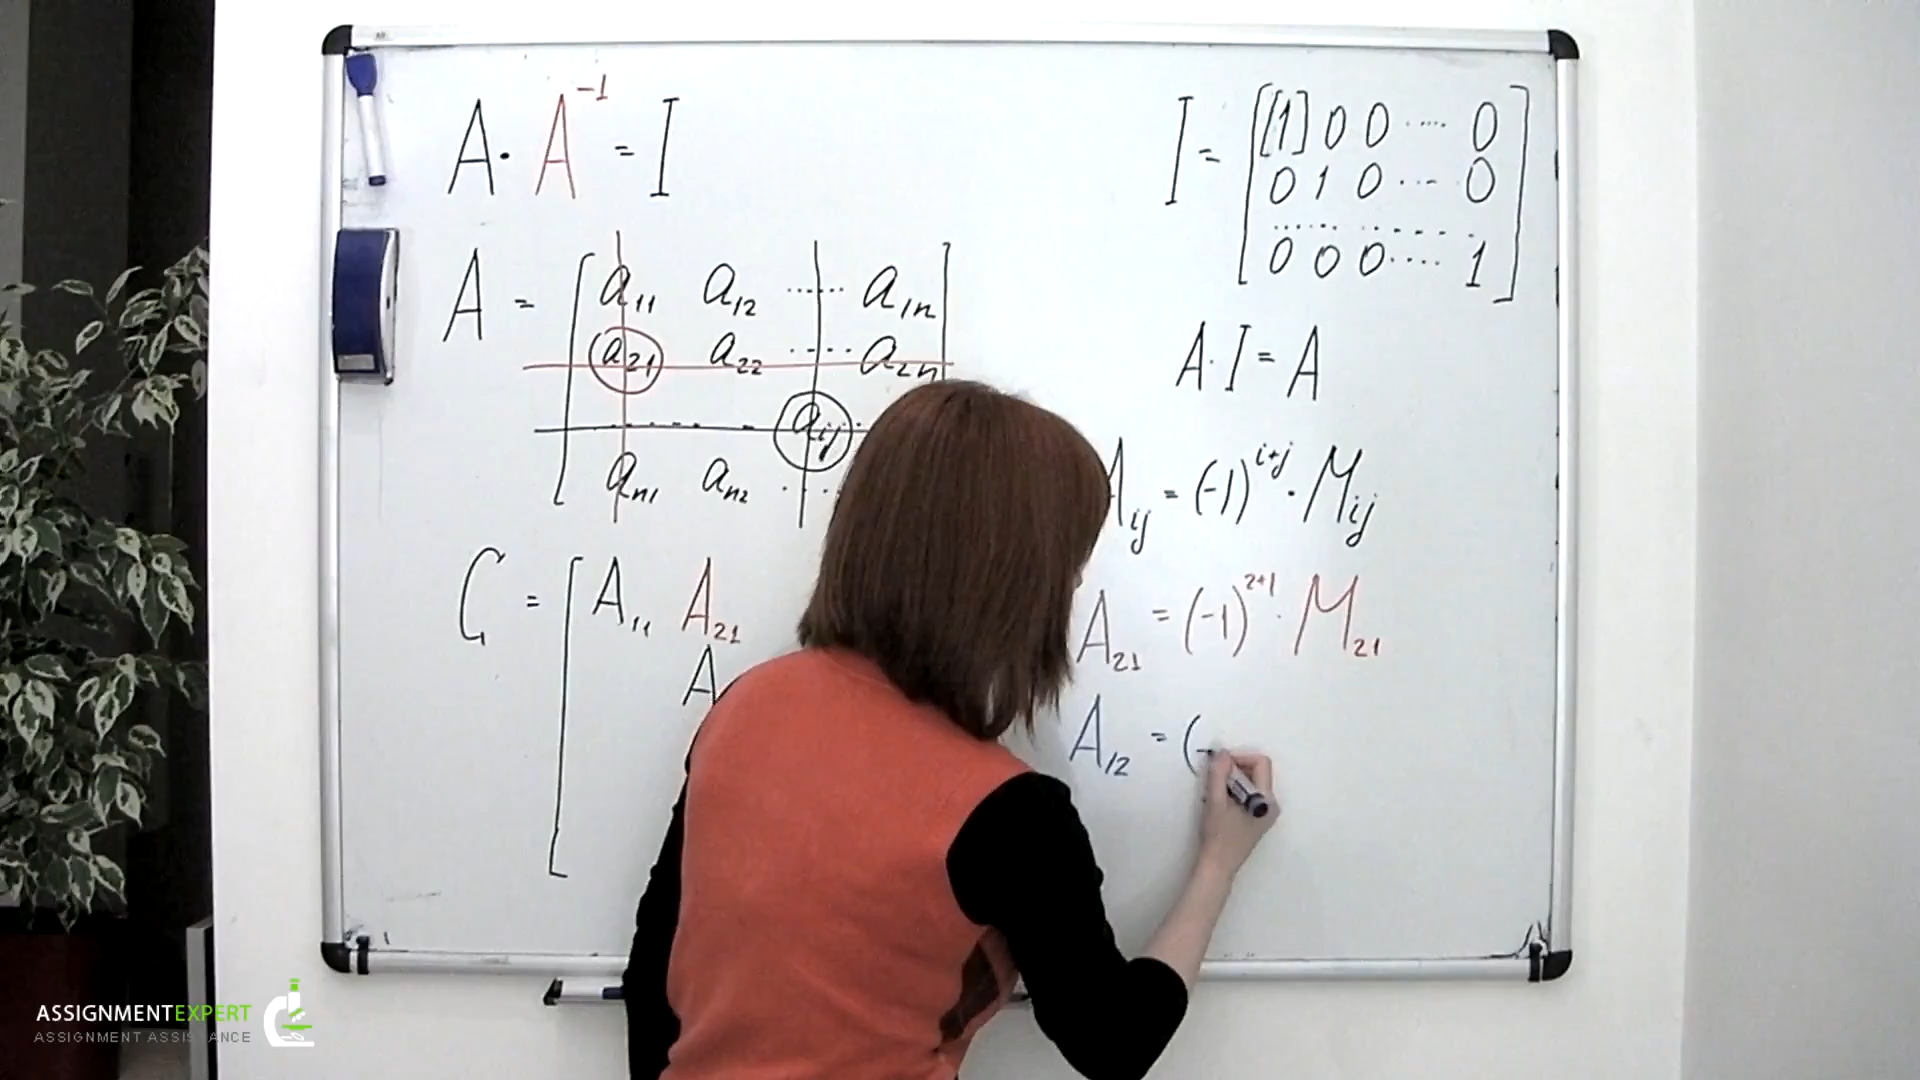 A · A⁻¹ = I
A = [ a₁₁ a₁₂ ..... a₁ₙ
a₂₁ a₂₂ ..... a₂ₙ
. . . . aᵢⱼ .
aₙ₁ aₙ₂ . . .
C = [ A₁₁ A₂₁
A
I = [ [1] 0 0 ..... 0
0 1 0 ... 0
............
0 0 0 .... 1 ]
A · I = A
Aᵢⱼ = (-1)ⁱ⁺ʲ · Mᵢⱼ
A₂₁ = (-1)²⁺¹ · M₂₁
A₁₂ = (-
ASSIGNMENTEXPERT
ASSIGNMENT ASSISTANCE